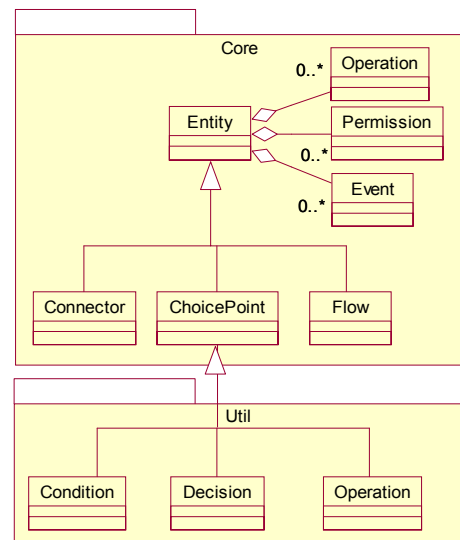 Core
0..*
Operation
Entity
Permission
0..*
Event
0..*
Connector
ChoicePoint
Flow
Util
Condition
Decision
Operation